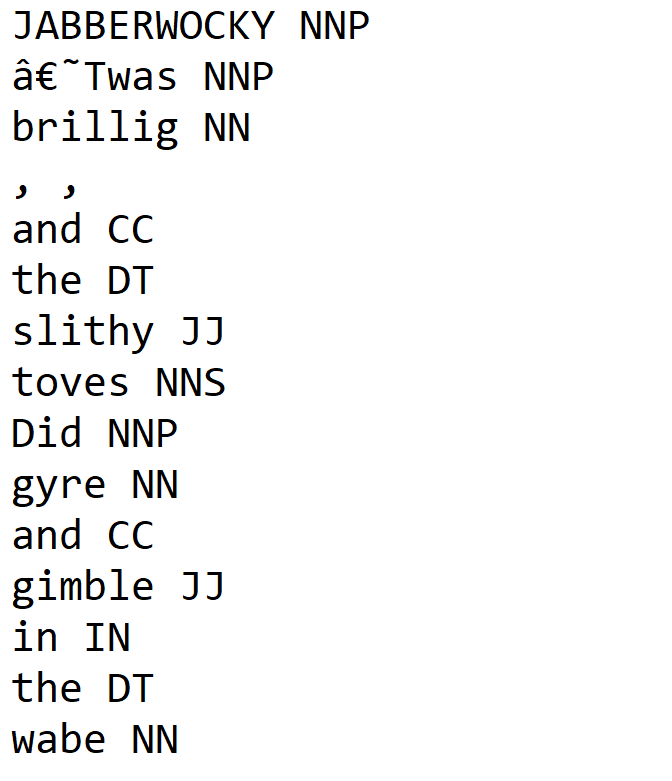 JABBERWOCKY NNP
â€˜Twas NNP
brillig NN
, ,
and CC
the DT
slithy JJ
toves NNS
Did NNP
gyre NN
and CC
gimble JJ
in IN
the DT
wabe NN